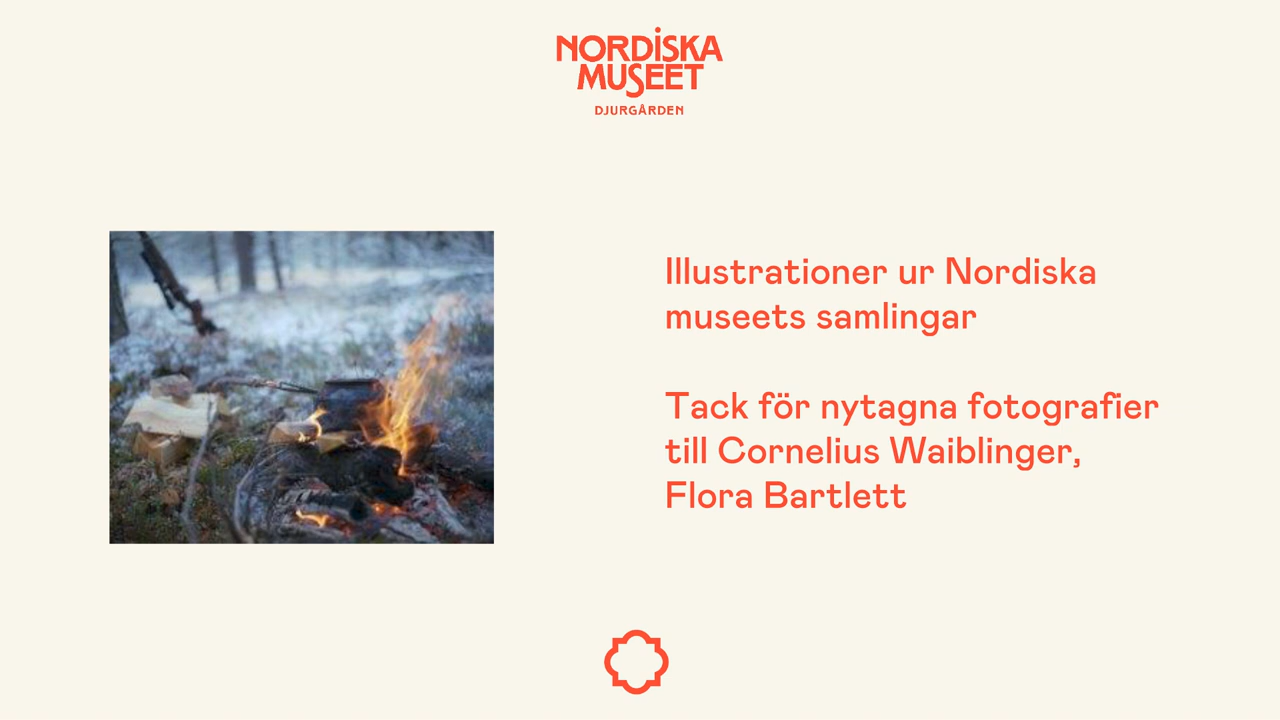 NORDISKA
MUSEET
DJURGÅRDEN
Illustrationer ur Nordiska
museets samlingar
Tack för nytagna fotografier
till Cornelius Waiblinger,
Flora Bartlett